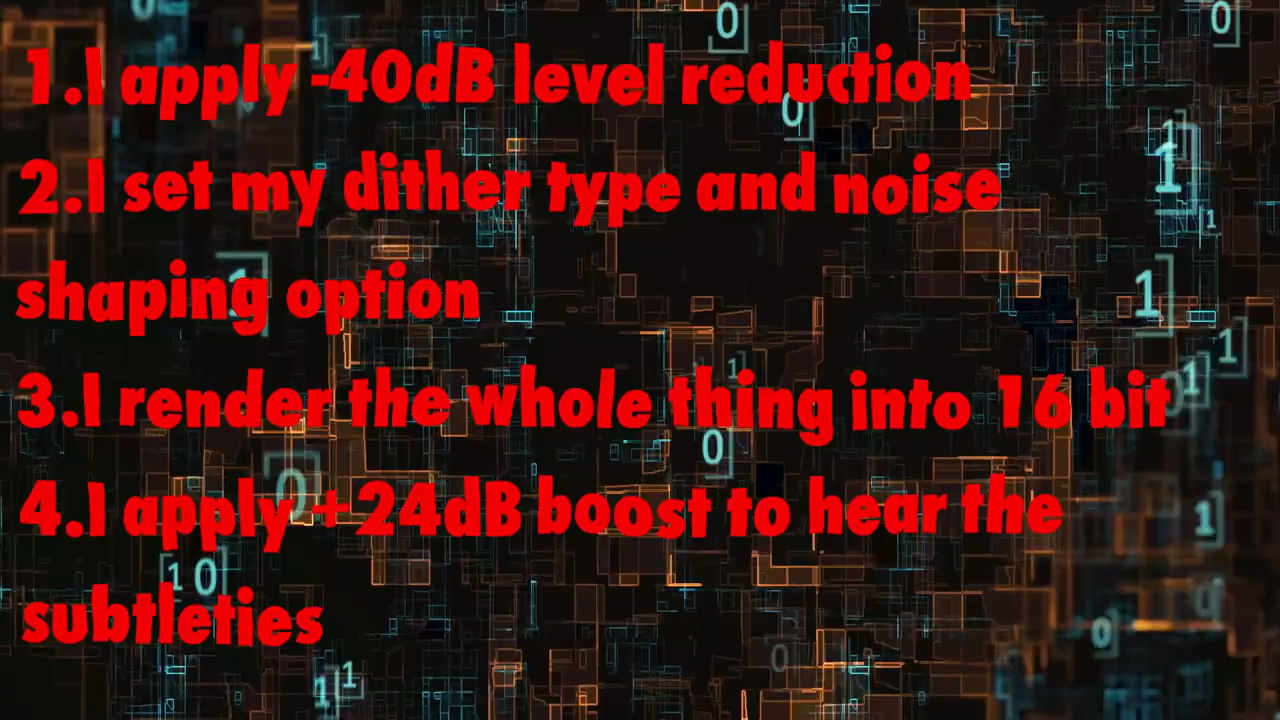 1.I apply -40dB level reduction
2.I set my dither type and noise
shaping option
3.I render the whole thing into 16 bit
4.I apply +24dB boost to hear the
subtleties